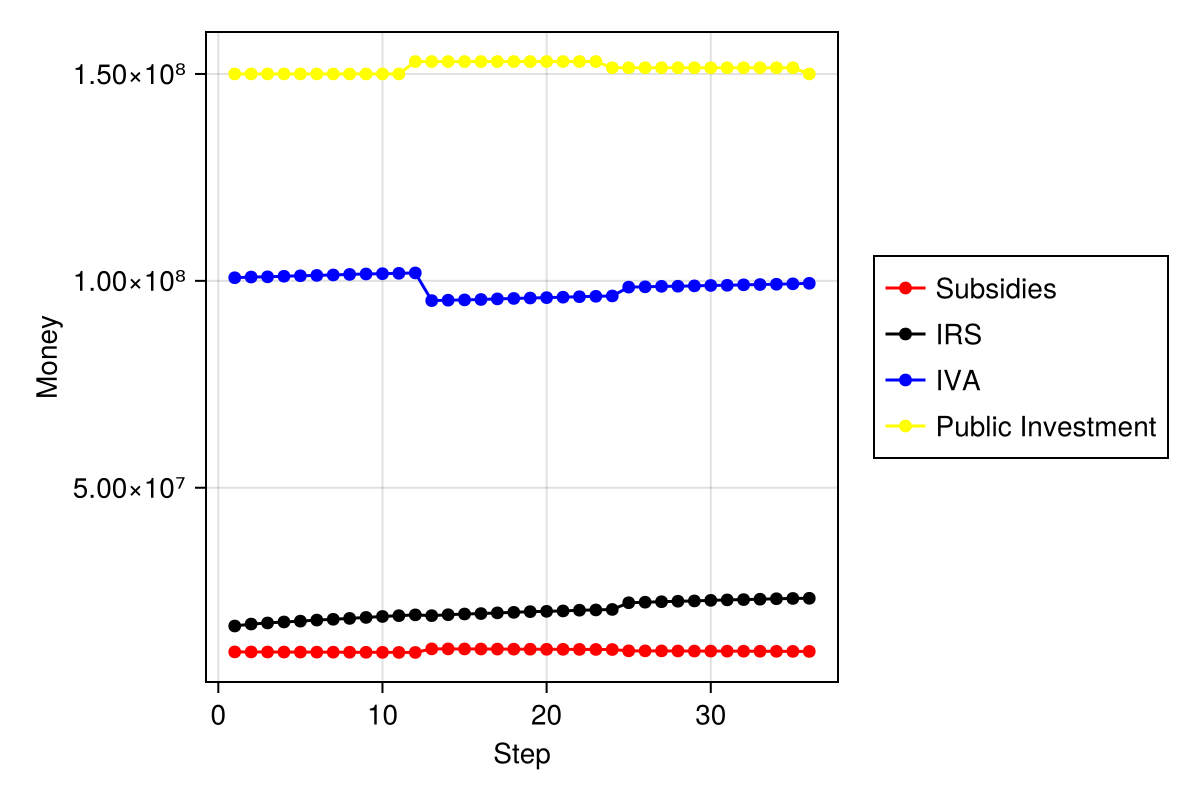 1.50×10⁸
1.00×10⁸
5.00×10⁷
Money
0 10 20 30
Step
Subsidies
IRS
IVA
Public Investment